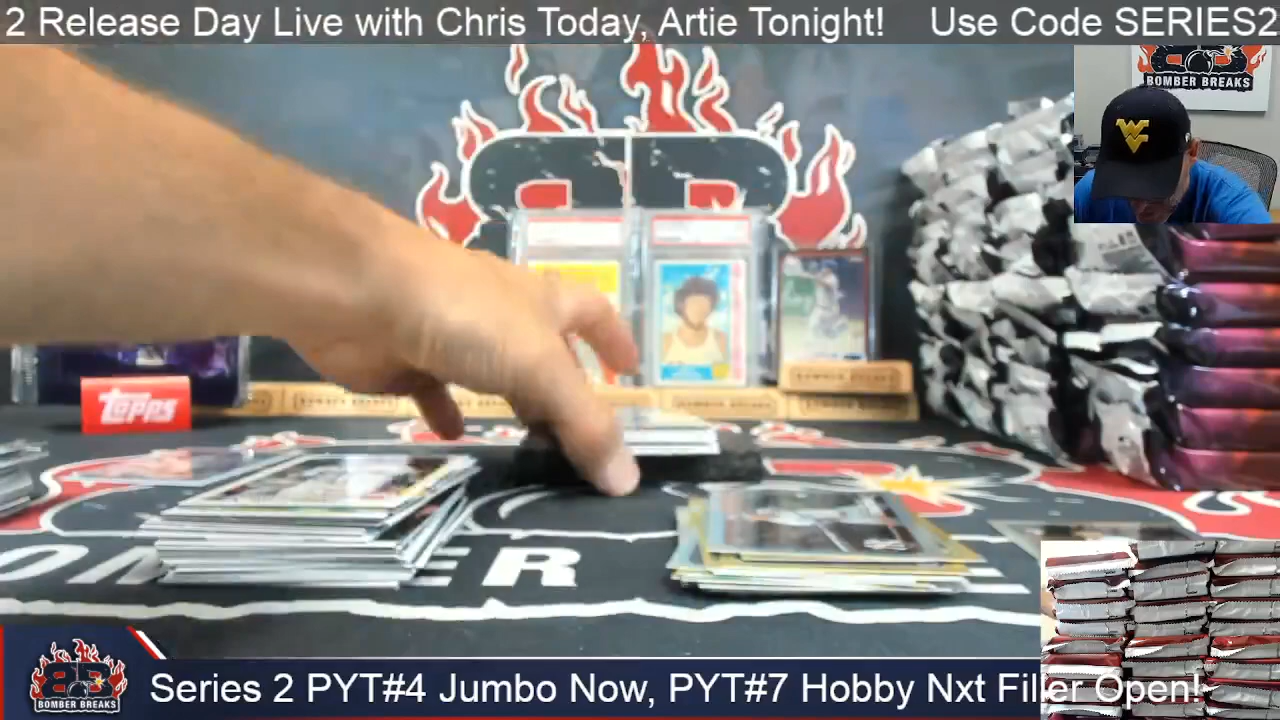 2 Release Day Live with Chris Today, Artie Tonight! Use Code SERIES2
BOMBER BREAKS
TOPPS
ER
BOMBER BREAKS
Series 2 PYT#4 Jumbo Now, PYT#7 Hobby Nxt Filler Open!